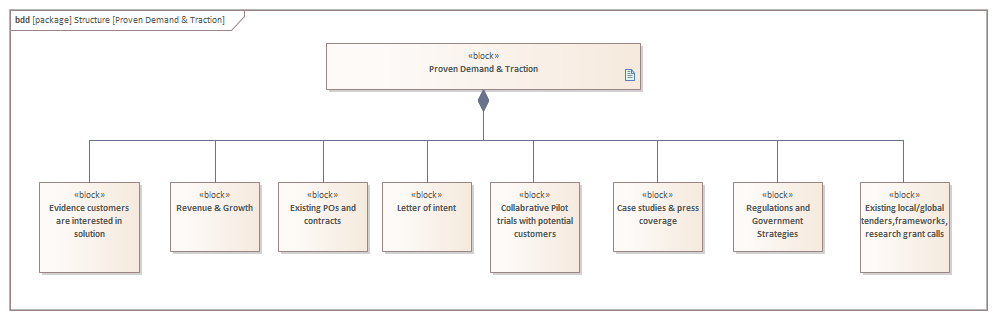 bdd [package] Structure [Proven Demand & Traction]
«block»
Proven Demand & Traction
«block»
Evidence customers
are interested in
solution
«block»
Revenue & Growth
«block»
Existing POs and
contracts
«block»
Letter of intent
«block»
Collabrative Pilot
trials with potential
customers
«block»
Case studies & press
coverage
«block»
Regulations and
Government
Strategies
«block»
Existing local/global
tenders,frameworks,
research grant calls